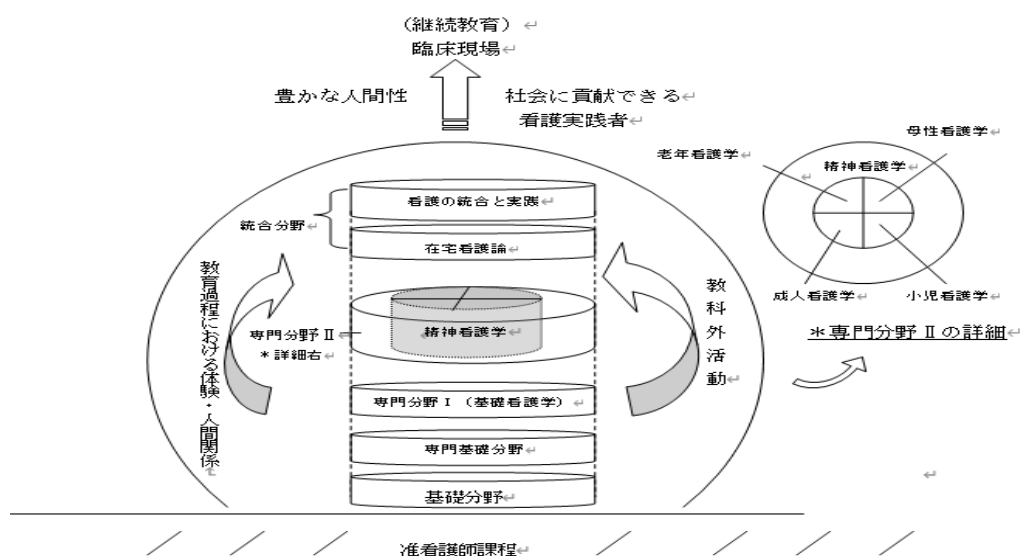 （継続教育）
臨床現場
豊かな人間性
社会に貢献できる
看護実践者
母性看護学
老年看護学
精神看護学
看護の統合と実践
統合分野
在宅看護論
教育過程における体験・人間関係
教科外活動
成人看護学
小児看護学
専門分野Ⅱ
＊詳細右
精神看護学
＊専門分野Ⅱの詳細
専門分野Ⅰ（基礎看護学）
専門基礎分野
基礎分野
准看護師課程